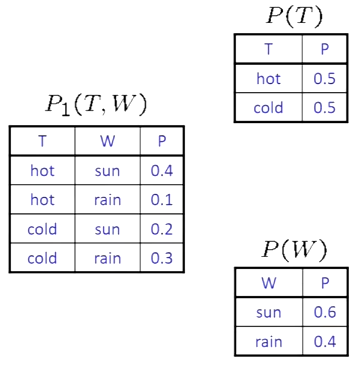 P(T)
T P
hot 0.5
cold 0.5
P₁(T, W)
T W P
hot sun 0.4
hot rain 0.1
cold sun 0.2
cold rain 0.3
P(W)
W P
sun 0.6
rain 0.4